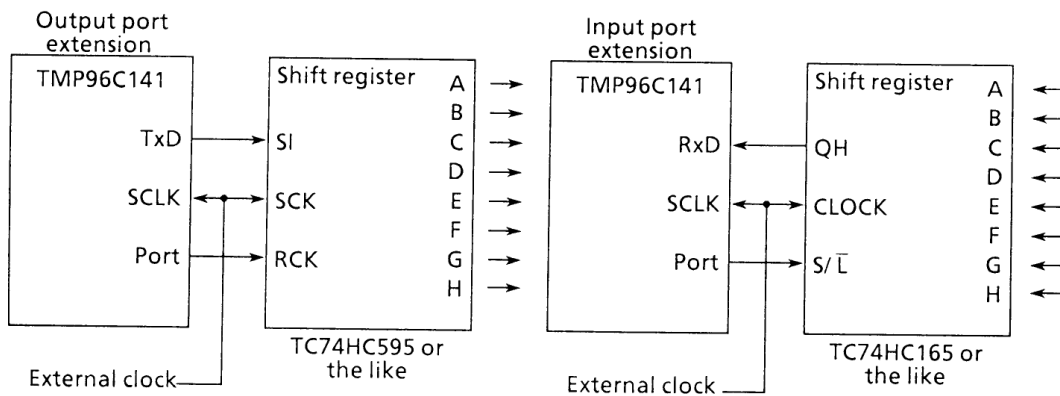 Output port
extension
TMP96C141
TxD
SCLK
Port
Shift register
SI
SCK
RCK
A
B
C
D
E
F
G
H
TC74HC595 or
the like
External clock
Input port
extension
TMP96C141
RxD
SCLK
Port
Shift register
QH
CLOCK
S/L̅
A
B
C
D
E
F
G
H
TC74HC165 or
the like
External clock